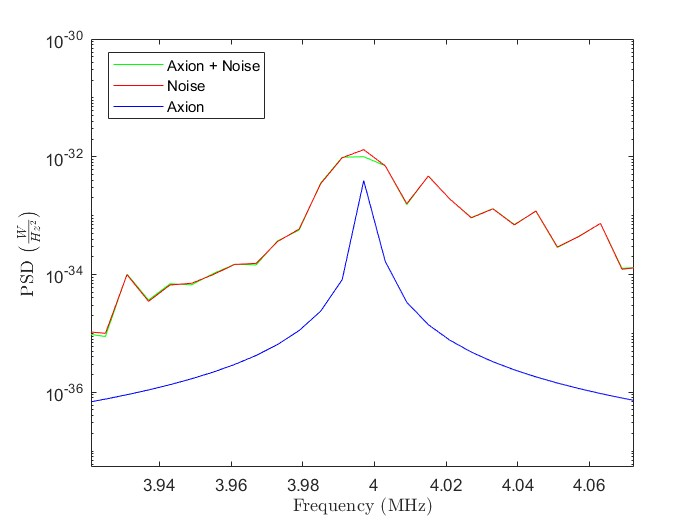 10^-30
10^-32
10^-34
10^-36
PSD (W/Hz^2)
Axion + Noise
Noise
Axion
3.94 3.96 3.98 4 4.02 4.04 4.06
Frequency (MHz)